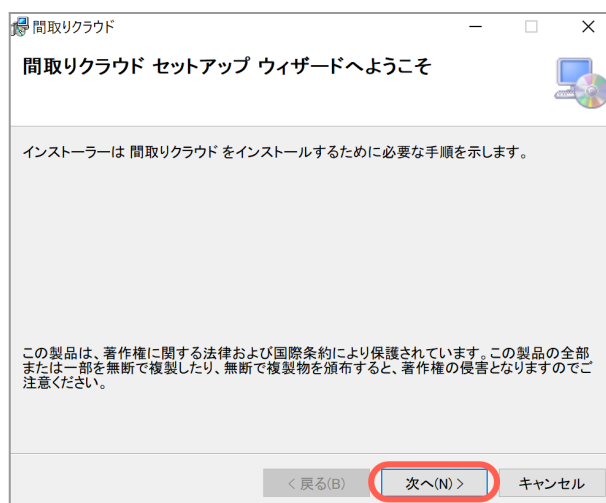 間取りクラウド
間取りクラウド セットアップ ウィザードへようこそ
インストーラーは 間取りクラウド をインストールするために必要な手順を示します。
この製品は、著作権に関する法律および国際条約により保護されています。この製品の全部
または一部を無断で複製したり、無断で複製物を頒布すると、著作権の侵害となりますのでご
注意ください。
< 戻る(B)
次へ(N) >
キャンセル